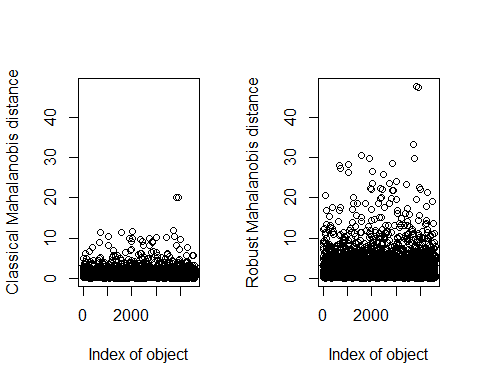 Classical Mahalanobis distance
0 10 20 30 40
0 2000
Index of object
Robust Mahalanobis distance
0 10 20 30 40
0 2000
Index of object